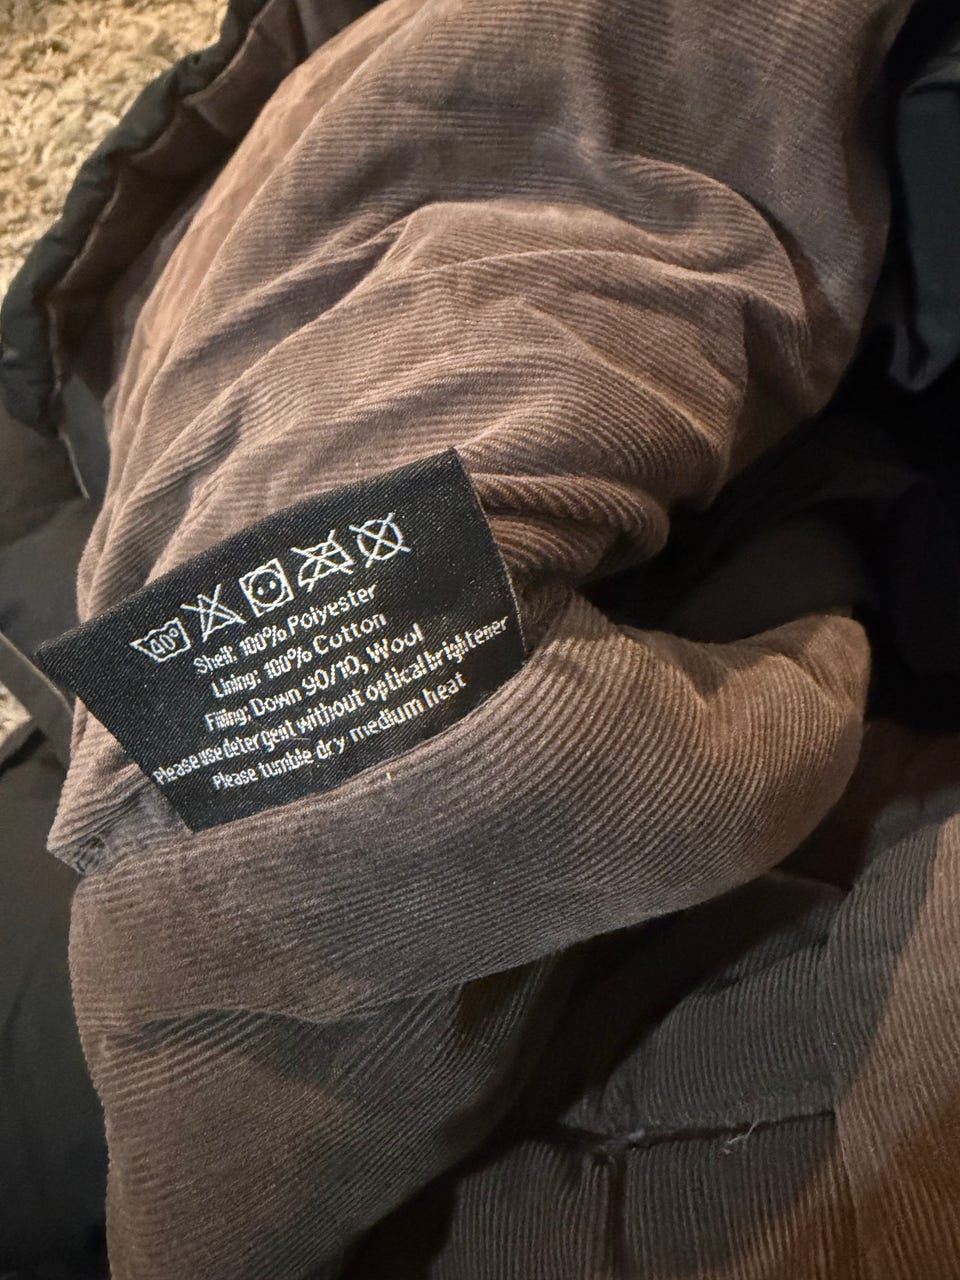 40°
Shell: 100% Polyester
Lining: 100% Cotton
Filling: Down 90/10, Wool
Please use detergent without optical brightener
Please tumble dry medium heat